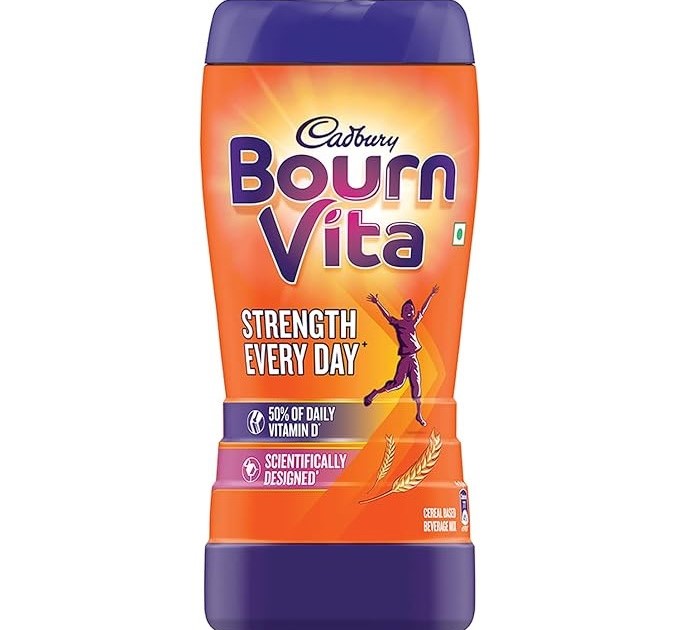 Cadbury
Bourn
Vita
STRENGTH
EVERY DAY+
50% OF DAILY
VITAMIN D*
SCIENTIFICALLY
DESIGNED*
CEREAL BASED
BEVERAGE MIX